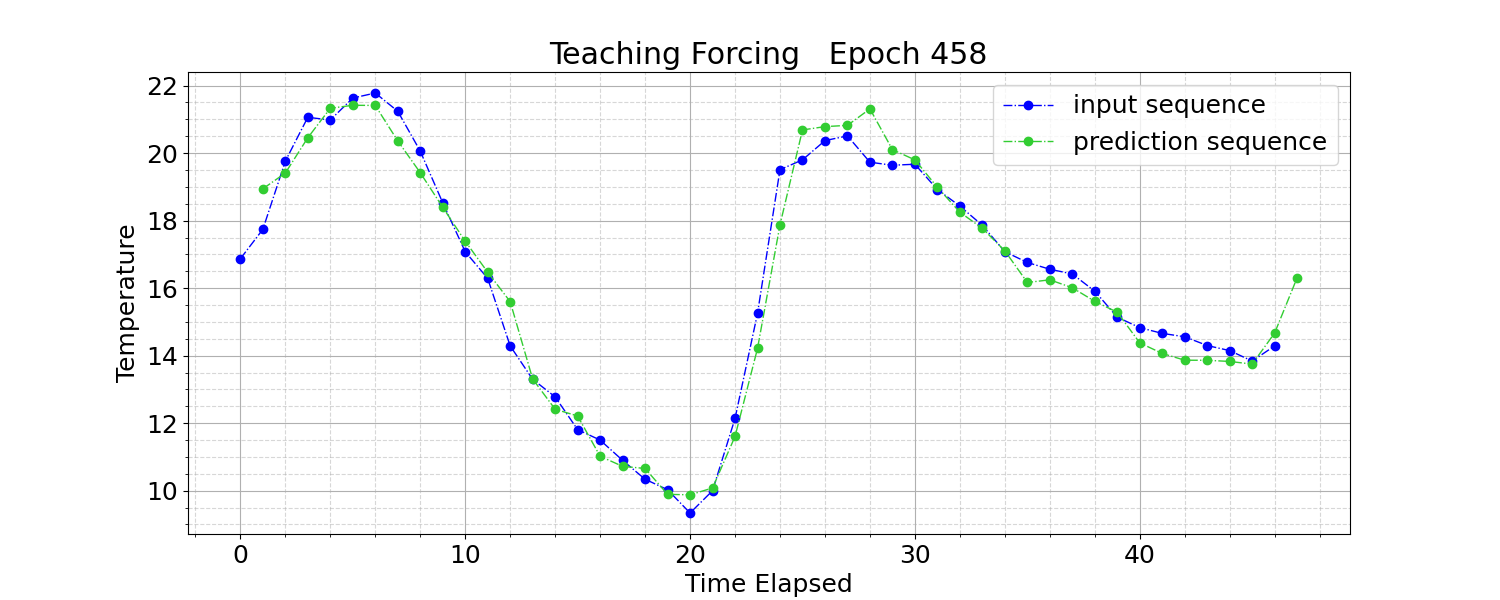 Teaching Forcing   Epoch 458
input sequence
prediction sequence
Temperature
22
20
18
16
14
12
10
0 10 20 30 40
Time Elapsed